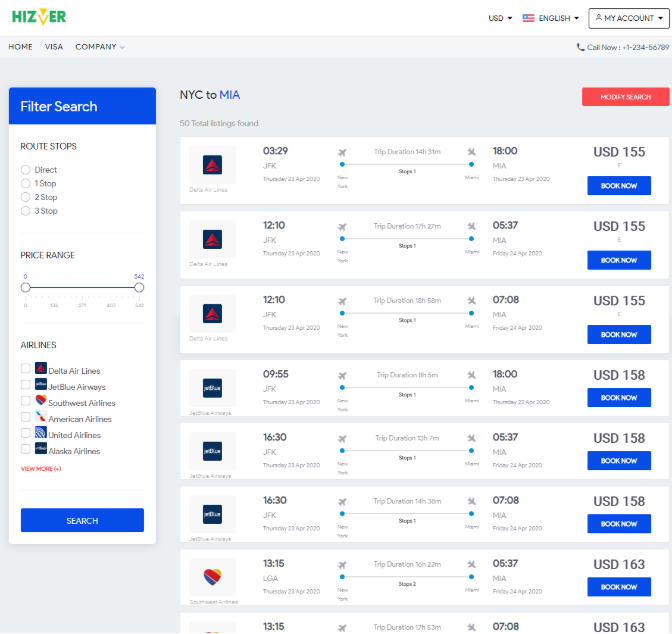 HIZVER
USD
ENGLISH
MY ACCOUNT
HOME VISA COMPANY
Call Now : +1-234-56789
Filter Search
ROUTE STOPS
Direct
1 Stop
2 Stop
3 Stop
PRICE RANGE
0 542
0 136 271 407 542
AIRLINES
Delta Air Lines
JetBlue Airways
Southwest Airlines
American Airlines
United Airlines
Alaska Airlines
VIEW MORE (+)
SEARCH
NYC to MIA
MODIFY SEARCH
50 Total listings found
03:29 Trip Duration 14h 31m 18:00 USD 155
JFK Stops 1 MIA E
Thursday 23 Apr 2020 New York Miami Thursday 23 Apr 2020 BOOK NOW
Delta Air Lines
12:10 Trip Duration 17h 27m 05:37 USD 155
JFK Stops 1 MIA E
Thursday 23 Apr 2020 New York Miami Friday 24 Apr 2020 BOOK NOW
Delta Air Lines
12:10 Trip Duration 18h 58m 07:08 USD 155
JFK Stops 1 MIA E
Thursday 23 Apr 2020 New York Miami Friday 24 Apr 2020 BOOK NOW
Delta Air Lines
09:55 Trip Duration 8h 5m 18:00 USD 158
jetBlue JFK Stops 1 MIA
Thursday 23 Apr 2020 New York Miami Thursday 23 Apr 2020 BOOK NOW
JetBlue Airways
16:30 Trip Duration 13h 7m 05:37 USD 158
jetBlue JFK Stops 1 MIA
Thursday 23 Apr 2020 New York Miami Friday 24 Apr 2020 BOOK NOW
JetBlue Airways
16:30 Trip Duration 14h 38m 07:08 USD 158
jetBlue JFK Stops 1 MIA
Thursday 23 Apr 2020 New York Miami Friday 24 Apr 2020 BOOK NOW
JetBlue Airways
13:15 Trip Duration 16h 22m 05:37 USD 163
LGA Stops 2 MIA
Thursday 23 Apr 2020 New York Miami Friday 24 Apr 2020 BOOK NOW
Southwest Airlines
13:15 Trip Duration 17h 53m 07:08 USD 163